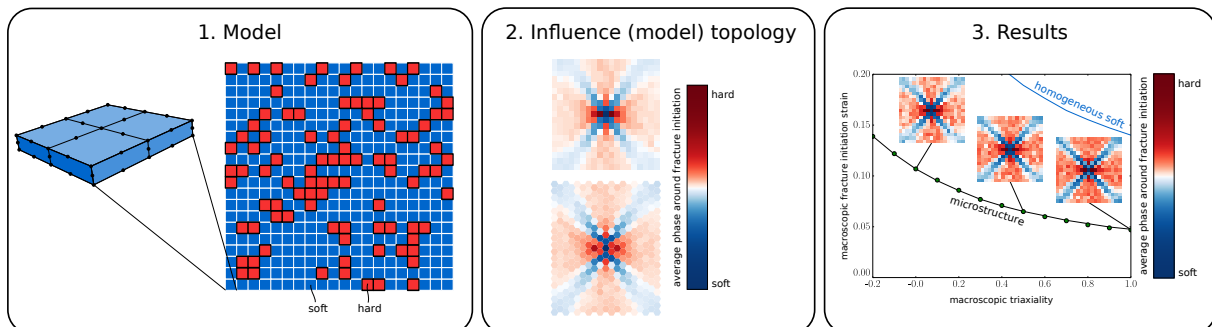 1. Model
soft
hard
2. Influence (model) topology
average phase around fracture initiation
hard
soft
3. Results
macroscopic fracture initiation strain
0.20
0.15
0.10
0.05
0.00
-0.2
0.0
0.2
0.4
0.6
0.8
1.0
macroscopic triaxiality
homogeneous soft
microstructure
average phase around fracture initiation
hard
soft